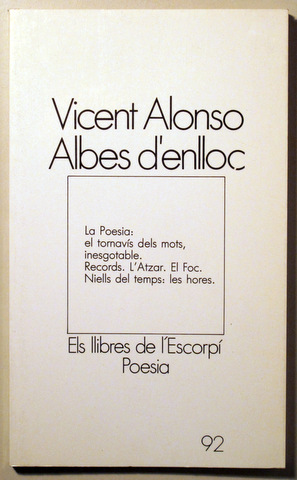 Vicent Alonso
Albes d'enlloc
La Poesia:
el tornavís dels mots,
inesgotable.
Records. L'Atzar. El Foc.
Niells del temps: les hores.
Els llibres de l'Escorpí
Poesia
92